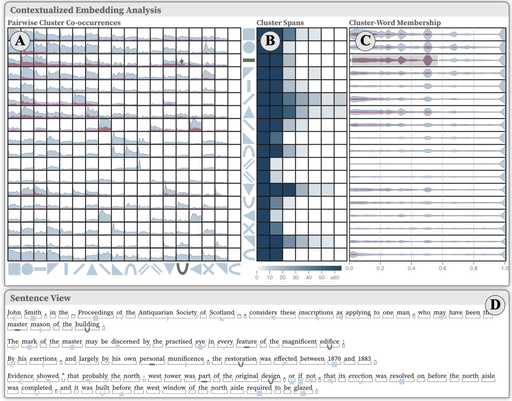 Contextualized Embedding Analysis
Pairwise Cluster Co-occurrences
Cluster Spans
Cluster-Word Membership
A
B
C
0 10 20 30 40 50 ≥60
0.0 0.2 0.4 0.6 0.8 1.0
Sentence View
D
John Smith , in the " Proceedings of the Antiquarian Society of Scotland , " considers these inscriptions as applying to one man , who may have been the
master mason of the building .
The mark of the master may be discerned by the practised eye in every feature of the magnificent edifice .
By his exertions , and largely by his own personal munificence , the restoration was effected between 1870 and 1883 .
Evidence showed " that probably the north - west tower was part of the original design , or if not , that its erection was resolved on before the north aisle
was completed , and it was built before the west window of the north aisle required to be glazed .